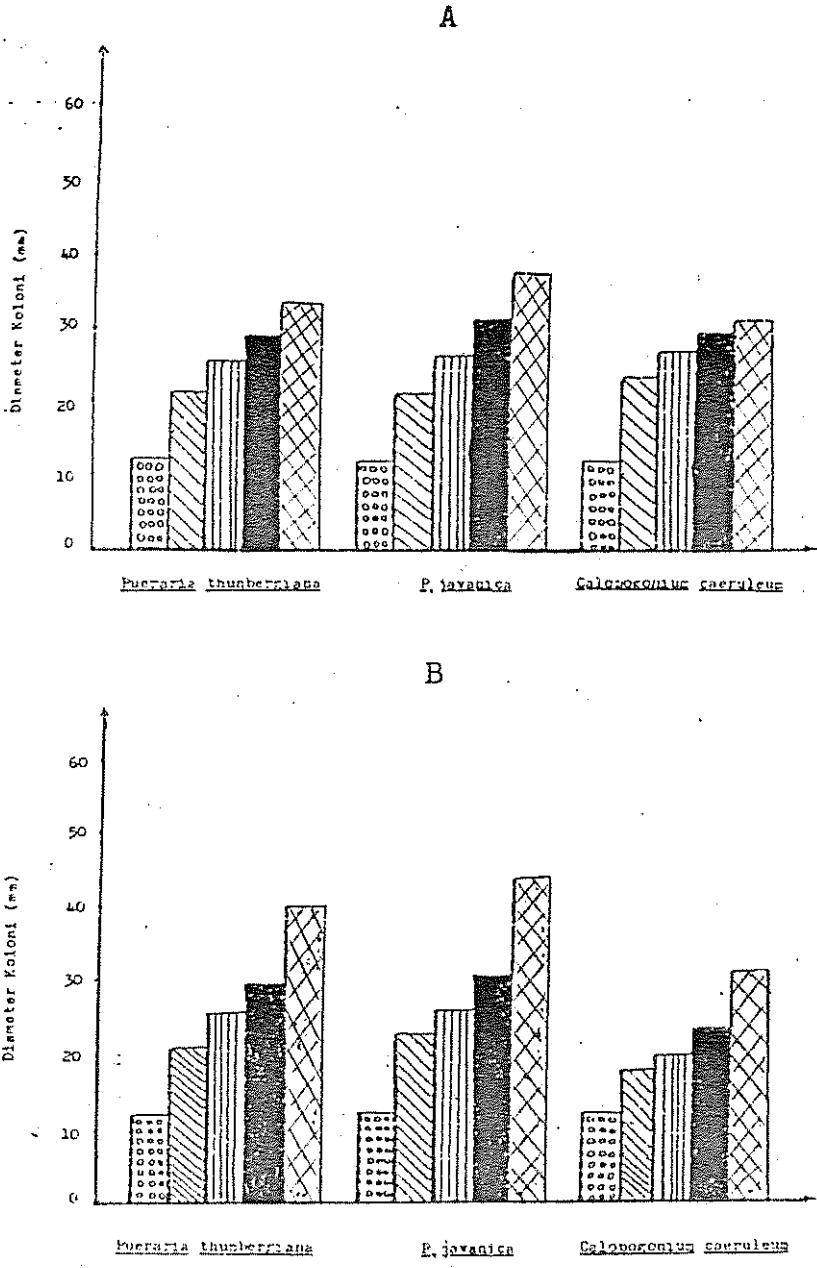 A
60
50
40
30
20
10
0
Diameter Koloni (mm)
Pueraria thunbergiana
P. javanica
Calopogonium caeruleum
B
60
50
40
30
20
10
0
Diameter Koloni (mm)
Pueraria thunbergiana
P. javanica
Calopogonium caeruleum